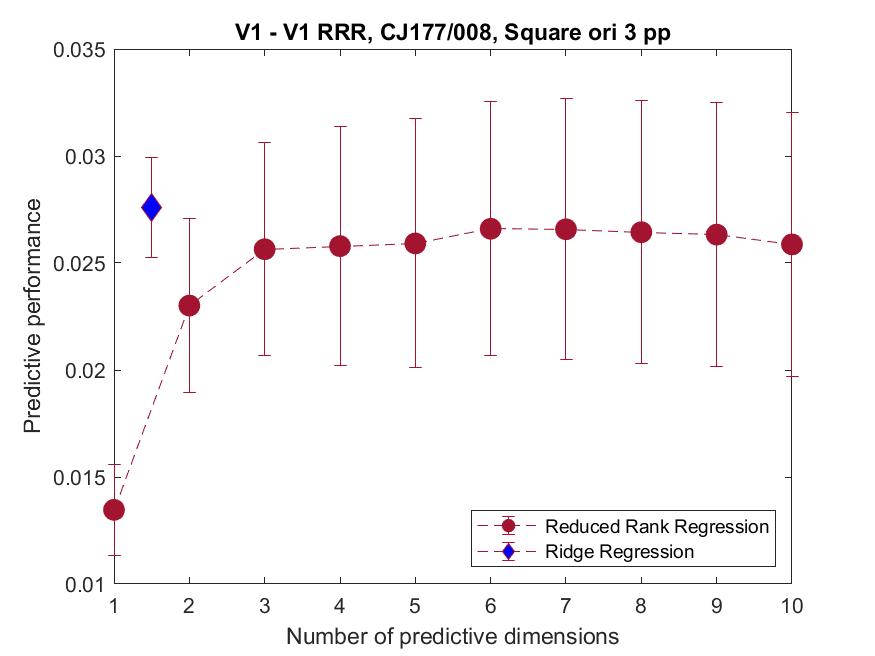 V1 - V1 RRR, CJ177/008, Square ori 3 pp
0.035
0.03
0.025
0.02
0.015
0.01
Predictive performance
1 2 3 4 5 6 7 8 9 10
Number of predictive dimensions
Reduced Rank Regression
Ridge Regression